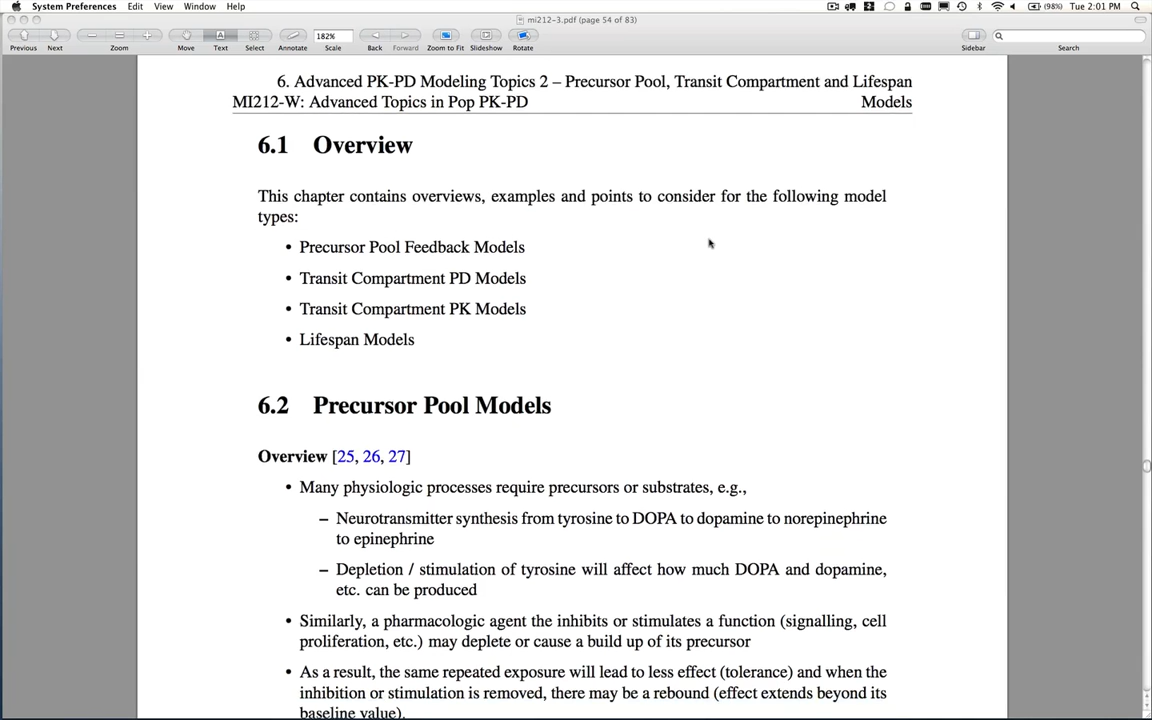 System Preferences Edit View Window Help
(98%) Tue 2:01 PM
mi212-3.pdf (page 54 of 83)
182%
Previous Next Zoom Move Text Select Annotate Scale Back Forward Zoom to Fit Slideshow Rotate Sidebar Search
6. Advanced PK-PD Modeling Topics 2 – Precursor Pool, Transit Compartment and Lifespan
MI212-W: Advanced Topics in Pop PK-PD Models
6.1 Overview
This chapter contains overviews, examples and points to consider for the following model
types:
• Precursor Pool Feedback Models
• Transit Compartment PD Models
• Transit Compartment PK Models
• Lifespan Models
6.2 Precursor Pool Models
Overview [25, 26, 27]
• Many physiologic processes require precursors or substrates, e.g.,
– Neurotransmitter synthesis from tyrosine to DOPA to dopamine to norepinephrine
to epinephrine
– Depletion / stimulation of tyrosine will affect how much DOPA and dopamine,
etc. can be produced
• Similarly, a pharmacologic agent the inhibits or stimulates a function (signalling, cell
proliferation, etc.) may deplete or cause a build up of its precursor
• As a result, the same repeated exposure will lead to less effect (tolerance) and when the
inhibition or stimulation is removed, there may be a rebound (effect extends beyond its
baseline value).